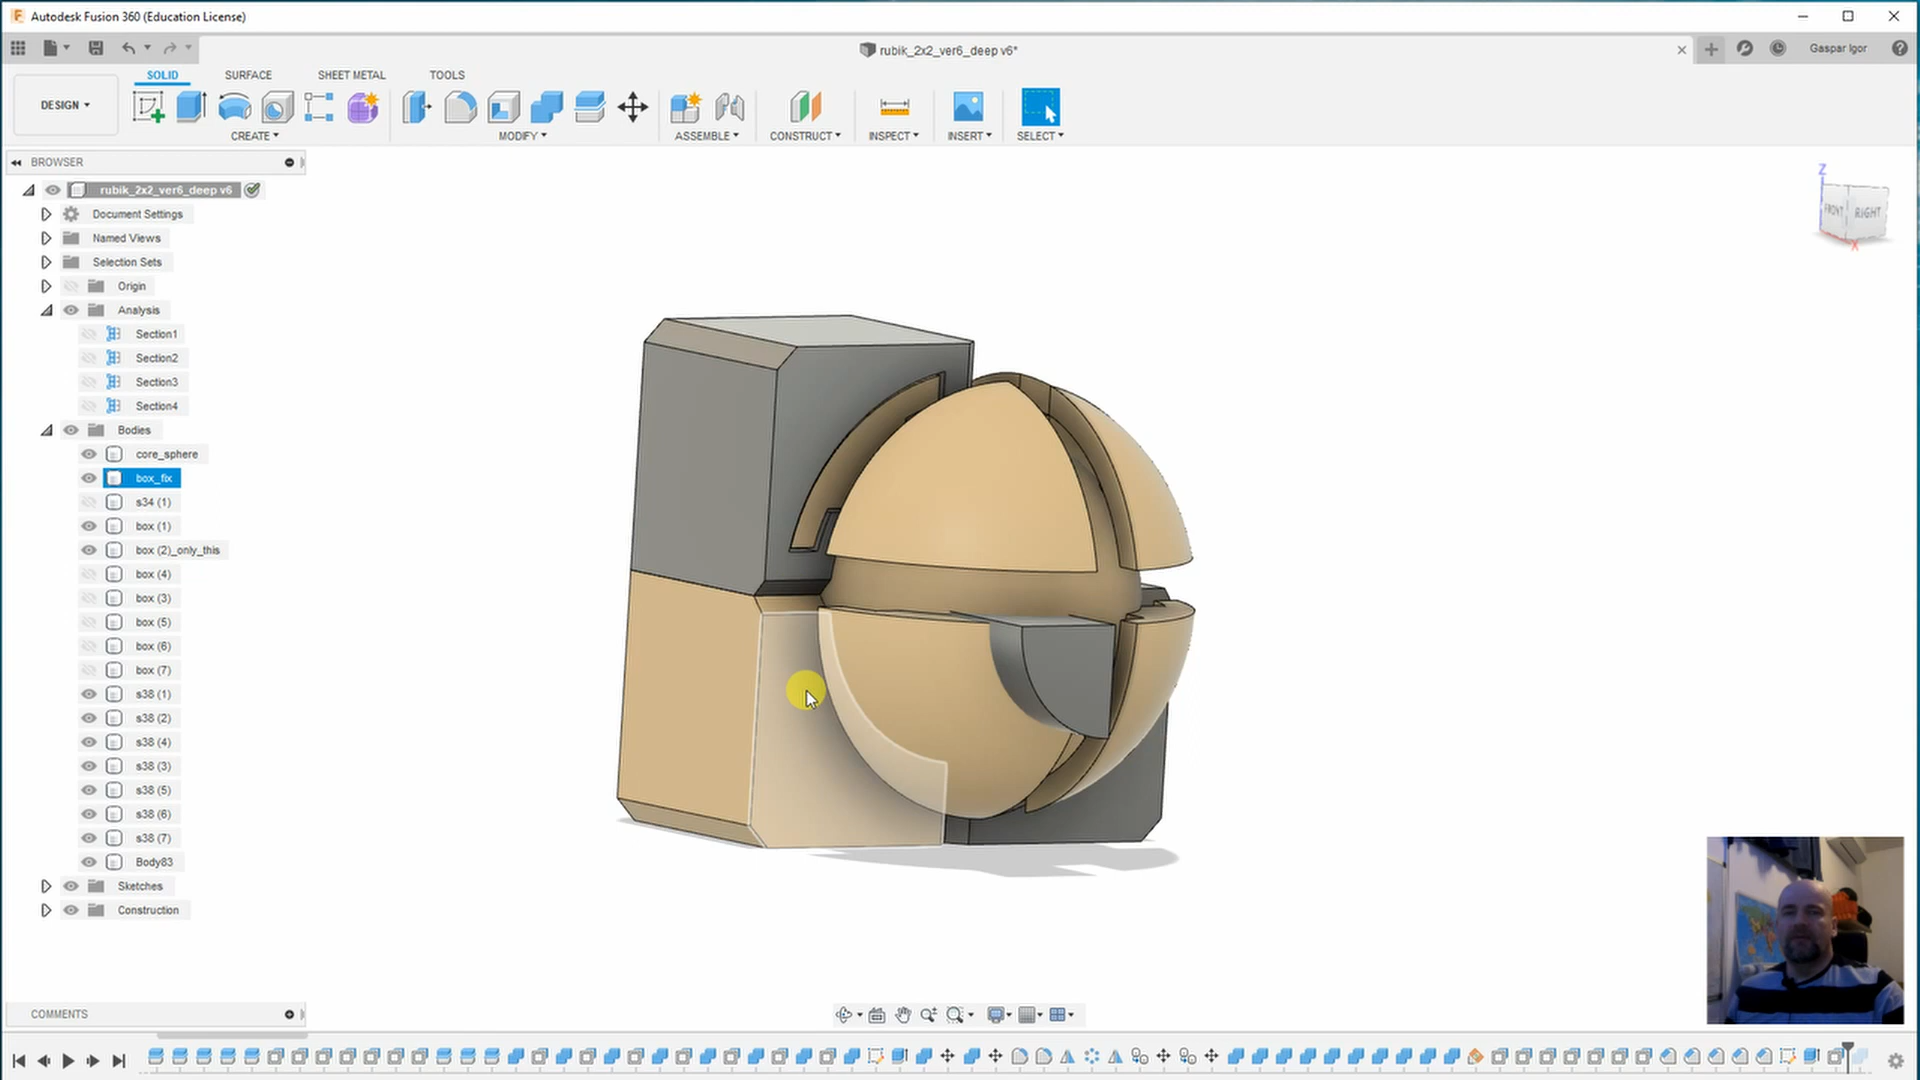 Autodesk Fusion 360 (Education License)
rubik_2x2_ver6_deep v6*
Gaspar Igor
DESIGN
SOLID
SURFACE
SHEET METAL
TOOLS
CREATE
MODIFY
ASSEMBLE
CONSTRUCT
INSPECT
INSERT
SELECT
BROWSER
rubik_2x2_ver6_deep v6
Document Settings
Named Views
Selection Sets
Origin
Analysis
Section1
Section2
Section3
Section4
Bodies
core_sphere
box_fix
s34 (1)
box (1)
box (2)_only_this
box (4)
box (3)
box (5)
box (6)
box (7)
s38 (1)
s38 (2)
s38 (4)
s38 (3)
s38 (5)
s38 (6)
s38 (7)
Body83
Sketches
Construction
COMMENTS
Z
FRONT
RIGHT
X